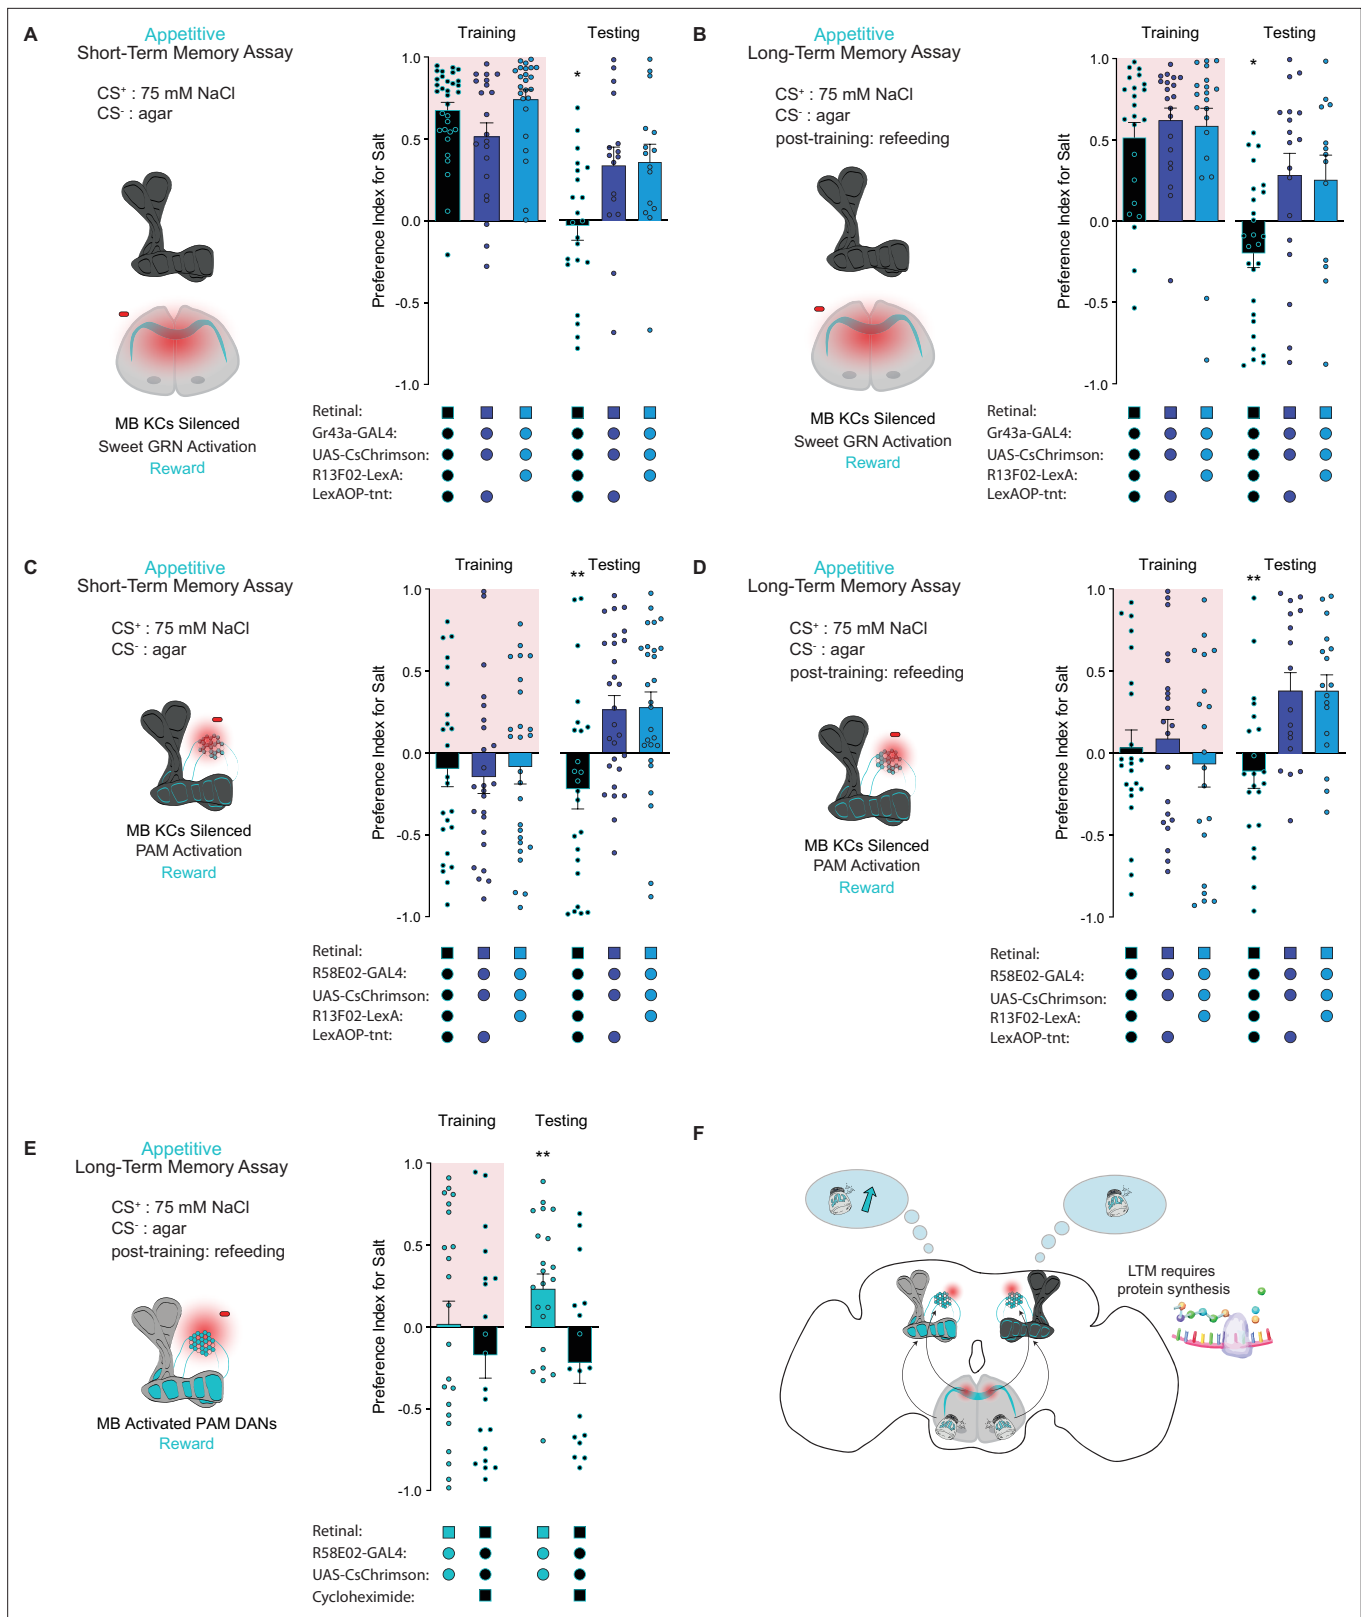 A
Appetitive
Short-Term Memory Assay
CS+ : 75 mM NaCl
CS- : agar
MB KCs Silenced
Sweet GRN Activation
Reward
Training
Testing
Preference Index for Salt
1.0
0.5
0.0
-0.5
-1.0
*
Retinal:
Gr43a-GAL4:
UAS-CsChrimson:
R13F02-LexA:
LexAOP-tnt:
B
Appetitive
Long-Term Memory Assay
CS+ : 75 mM NaCl
CS- : agar
post-training: refeeding
MB KCs Silenced
Sweet GRN Activation
Reward
Training
Testing
Preference Index for Salt
1.0
0.5
0.0
-0.5
-1.0
*
Retinal:
Gr43a-GAL4:
UAS-CsChrimson:
R13F02-LexA:
LexAOP-tnt:
C
Appetitive
Short-Term Memory Assay
CS+ : 75 mM NaCl
CS- : agar
MB KCs Silenced
PAM Activation
Reward
Training
Testing
Preference Index for Salt
1.0
0.5
0.0
-0.5
-1.0
**
Retinal:
R58E02-GAL4:
UAS-CsChrimson:
R13F02-LexA:
LexAOP-tnt:
D
Appetitive
Long-Term Memory Assay
CS+ : 75 mM NaCl
CS- : agar
post-training: refeeding
MB KCs Silenced
PAM Activation
Reward
Training
Testing
Preference Index for Salt
1.0
0.5
0.0
-0.5
-1.0
**
Retinal:
R58E02-GAL4:
UAS-CsChrimson:
R13F02-LexA:
LexAOP-tnt:
E
Appetitive
Long-Term Memory Assay
CS+ : 75 mM NaCl
CS- : agar
post-training: refeeding
MB Activated PAM DANs
Reward
Training
Testing
Preference Index for Salt
1.0
0.5
0.0
-0.5
-1.0
**
Retinal:
R58E02-GAL4:
UAS-CsChrimson:
Cycloheximide:
F
LTM requires
protein synthesis